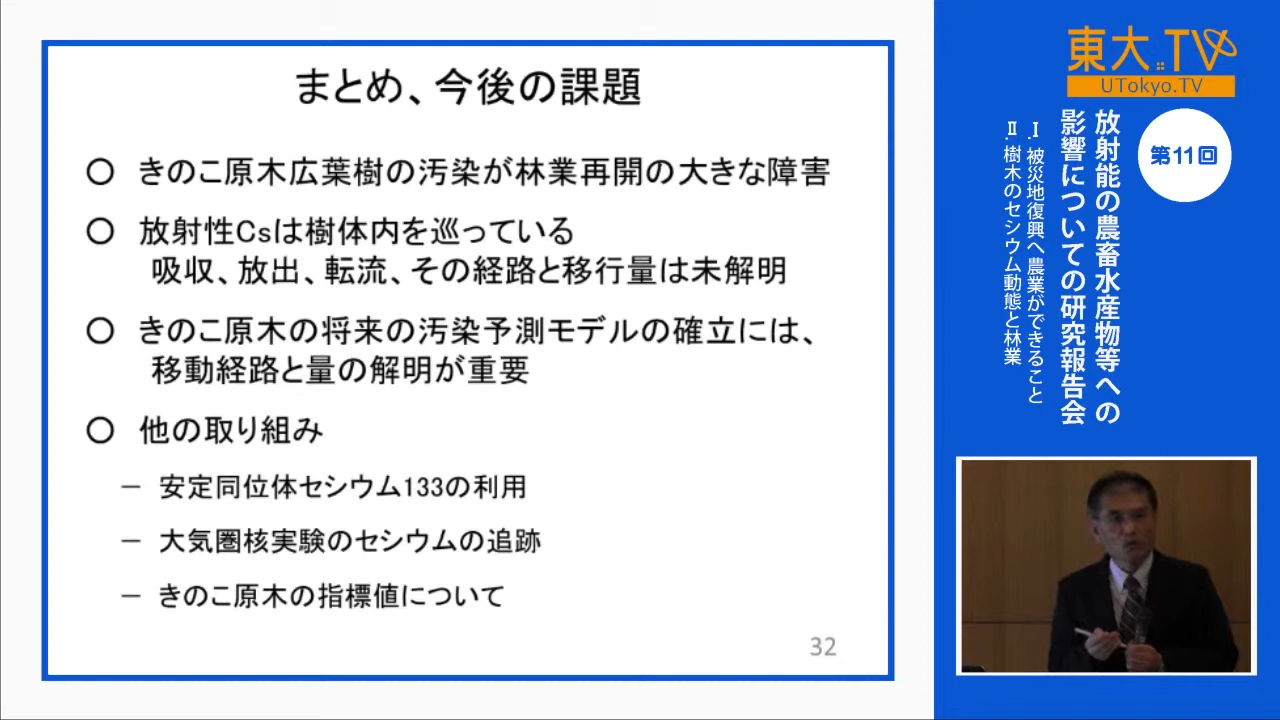 まとめ、今後の課題
○ きのこ原木広葉樹の汚染が林業再開の大きな障害
○ 放射性Csは樹体内を巡っている
吸収、放出、転流、その経路と移行量は未解明
○ きのこ原木の将来の汚染予測モデルの確立には、
移動経路と量の解明が重要
○ 他の取り組み
－ 安定同位体セシウム133の利用
－ 大気圏核実験のセシウムの追跡
－ きのこ原木の指標値について
32
東大.TV
UTokyo.TV
第11回
放射能の農畜水産物等への
影響についての研究報告会
Ⅰ.被災地復興へ農業ができること
Ⅱ.樹木のセシウム動態と林業